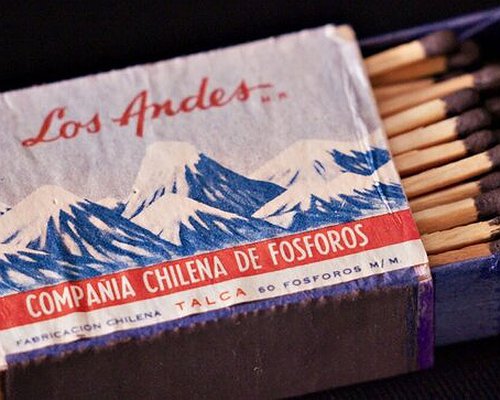 Los Andes M.R.
COMPAÑIA CHILENA DE FOSFOROS
FABRICACION CHILENA TALCA 60 FOSFOROS M/M.